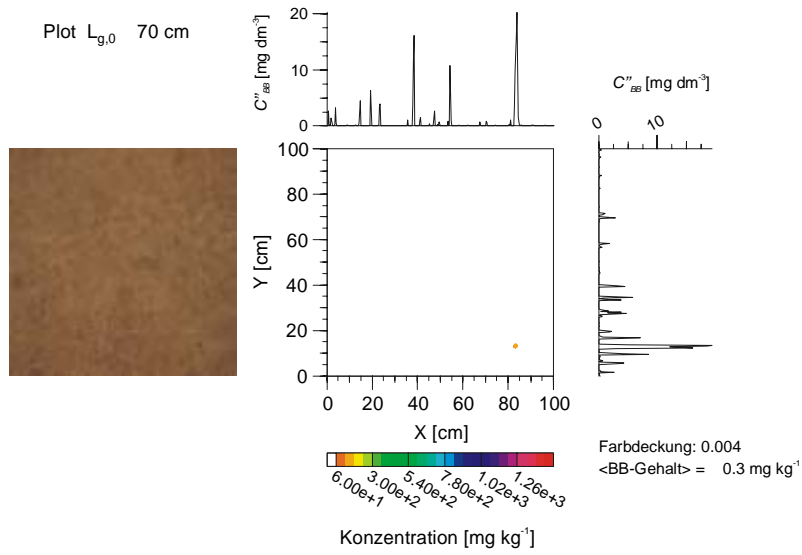 Plot L g,0 70 cm
C''BB [mg dm-3]
20
10
0
C''BB [mg dm-3]
0 10
100
80
60
40
20
0
Y [cm]
0 20 40 60 80 100
X [cm]
6.00e+1 3.00e+2 5.40e+2 7.80e+2 1.02e+3 1.26e+3
Konzentration [mg kg-1]
Farbdeckung: 0.004
<BB-Gehalt> = 0.3 mg kg-1